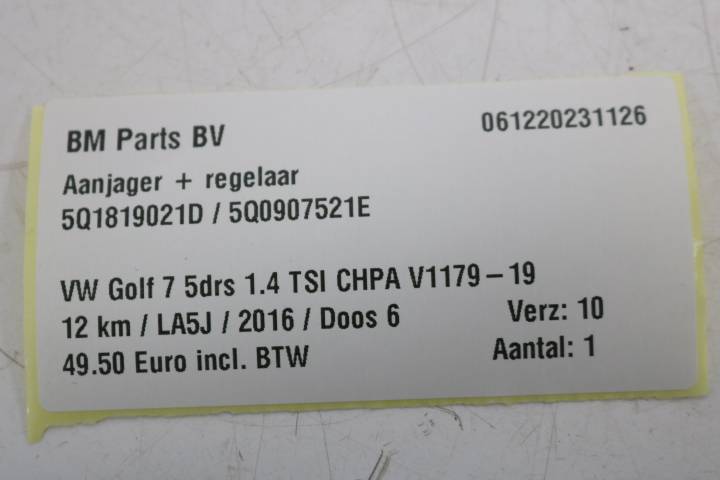 BM Parts BV 061220231126
Aanjager + regelaar
5Q1819021D / 5Q0907521E
VW Golf 7 5drs 1.4 TSI CHPA V1179-19
12 km / LA5J / 2016 / Doos 6 Verz: 10
49.50 Euro incl. BTW Aantal: 1